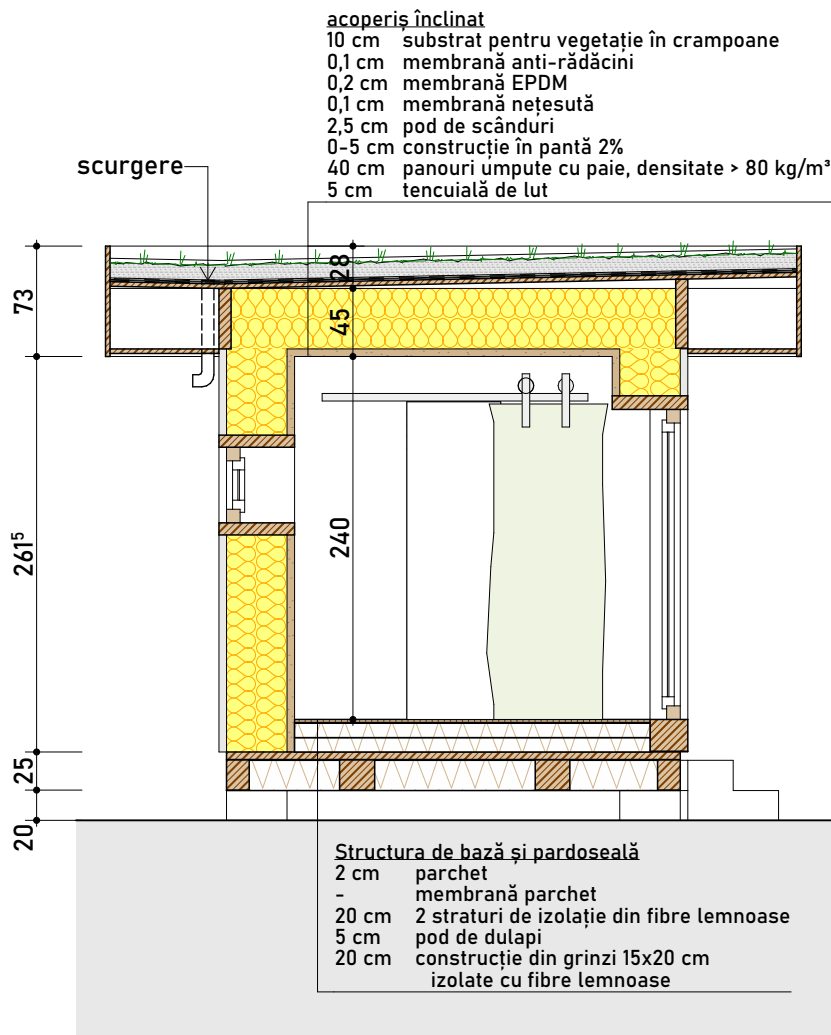 acoperiș înclinat
10 cm substrat pentru vegetație în crampoane
0,1 cm membrană anti-rădăcini
0,2 cm membrană EPDM
0,1 cm membrană nețesută
2,5 cm pod de scânduri
0-5 cm construcție în pantă 2%
40 cm panouri umpute cu paie, densitate > 80 kg/m³
5 cm tencuială de lut
scurgere
73
28
45
261⁵
240
25
20
Structura de bază și pardoseală
2 cm parchet
- membrană parchet
20 cm 2 straturi de izolație din fibre lemnoase
5 cm pod de dulapi
20 cm construcție din grinzi 15x20 cm
izolate cu fibre lemnoase